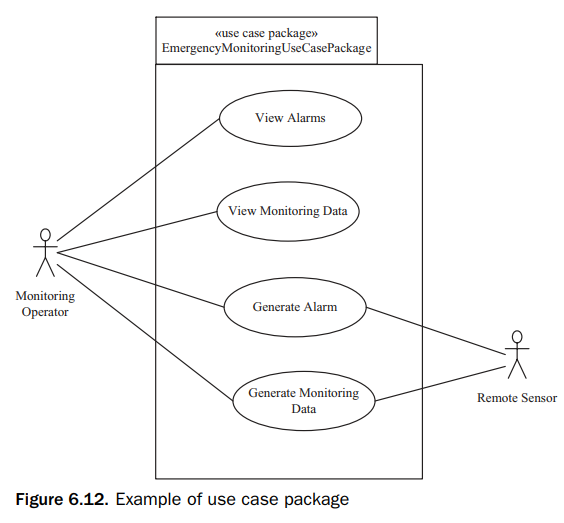 «use case package»
EmergencyMonitoringUseCasePackage
View Alarms
View Monitoring Data
Monitoring
Operator
Generate Alarm
Generate Monitoring
Data
Remote Sensor
Figure 6.12. Example of use case package